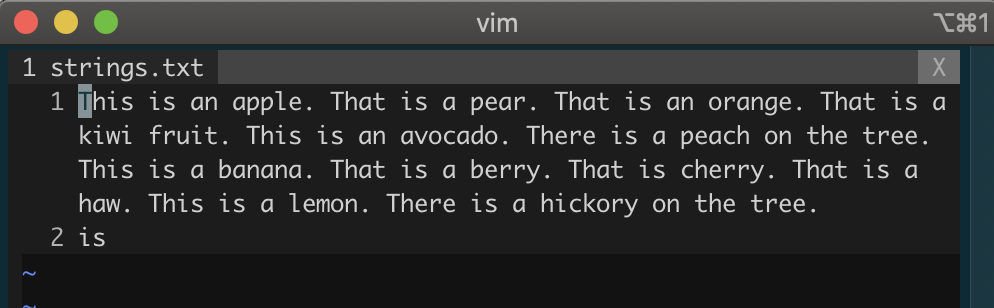 vim
⌥⌘1
1 strings.txt X
1 This is an apple. That is a pear. That is an orange. That is a
kiwi fruit. This is an avocado. There is a peach on the tree.
This is a banana. That is a berry. That is cherry. That is a
haw. This is a lemon. There is a hickory on the tree.
2 is
~
~